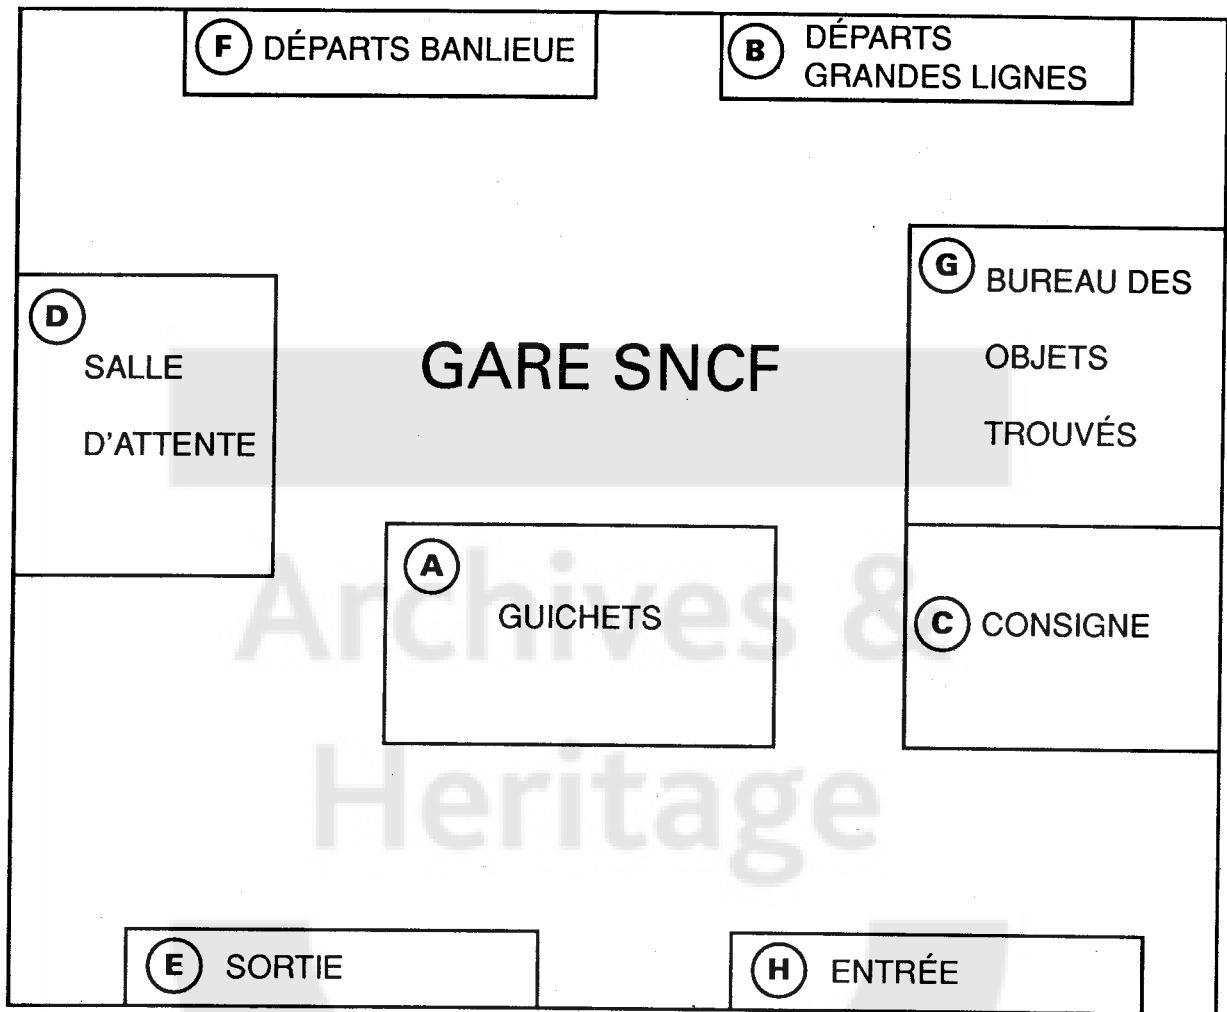 F DÉPARTS BANLIEUE
B DÉPARTS
GRANDES LIGNES
D
SALLE
D'ATTENTE
GARE SNCF
G BUREAU DES
OBJETS
TROUVÉS
A
GUICHETS
C CONSIGNE
E SORTIE
H ENTRÉE
Archives &
Heritage